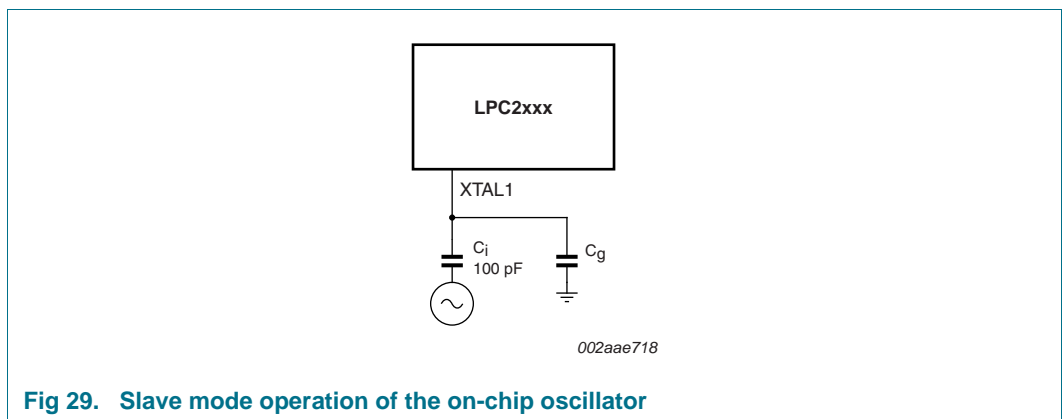 LPC2xxx
XTAL1
Ci
100 pF
Cg
002aae718
Fig 29. Slave mode operation of the on-chip oscillator